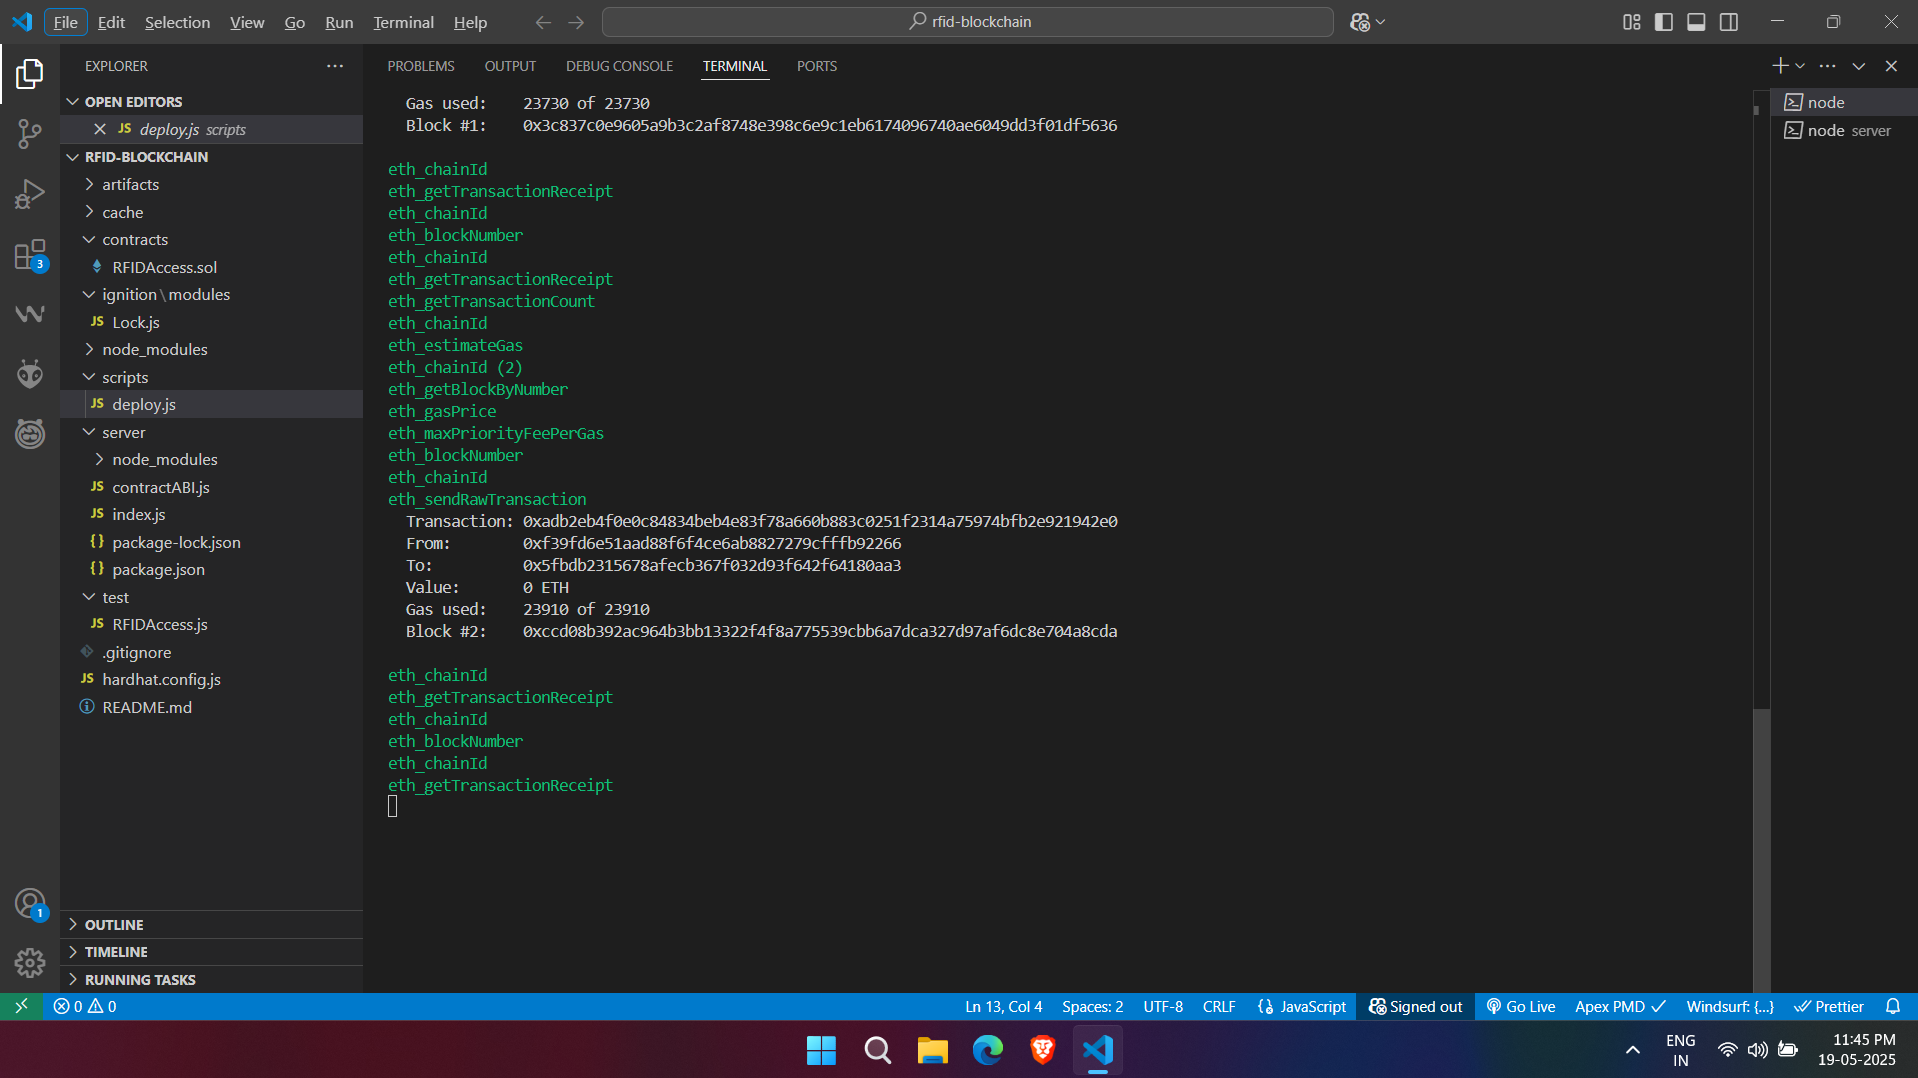 File Edit Selection View Go Run Terminal Help
rfid-blockchain
EXPLORER
OPEN EDITORS
JS deploy.js scripts
RFID-BLOCKCHAIN
artifacts
cache
contracts
RFIDAccess.sol
ignition\modules
JS Lock.js
node_modules
scripts
JS deploy.js
server
node_modules
JS contractABI.js
JS index.js
{} package-lock.json
{} package.json
test
JS RFIDAccess.js
.gitignore
JS hardhat.config.js
README.md
OUTLINE
TIMELINE
RUNNING TASKS
3
1
PROBLEMS OUTPUT DEBUG CONSOLE TERMINAL PORTS
Gas used: 23730 of 23730
Block #1: 0x3c837c0e9605a9b3c2af8748e398c6e9c1eb6174096740ae6049dd3f01df5636
eth_chainId
eth_getTransactionReceipt
eth_chainId
eth_blockNumber
eth_chainId
eth_getTransactionReceipt
eth_getTransactionCount
eth_chainId
eth_estimateGas
eth_chainId (2)
eth_getBlockByNumber
eth_gasPrice
eth_maxPriorityFeePerGas
eth_blockNumber
eth_chainId
eth_sendRawTransaction
Transaction: 0xadb2eb4f0e0c84834beb4e83f78a660b883c0251f2314a75974bfb2e921942e0
From: 0xf39fd6e51aad88f6f4ce6ab8827279cfffb92266
To: 0x5fbdb2315678afecb367f032d93f642f64180aa3
Value: 0 ETH
Gas used: 23910 of 23910
Block #2: 0xccd08b392ac964b3bb13322f4f8a775539cbb6a7dca327d97af6dc8e704a8cda
eth_chainId
eth_getTransactionReceipt
eth_chainId
eth_blockNumber
eth_chainId
eth_getTransactionReceipt
node
node server
0 0
Ln 13, Col 4 Spaces: 2 UTF-8 CRLF JavaScript Signed out Go Live Apex PMD Windsurf: {...} Prettier
ENG
IN
11:45 PM
19-05-2025